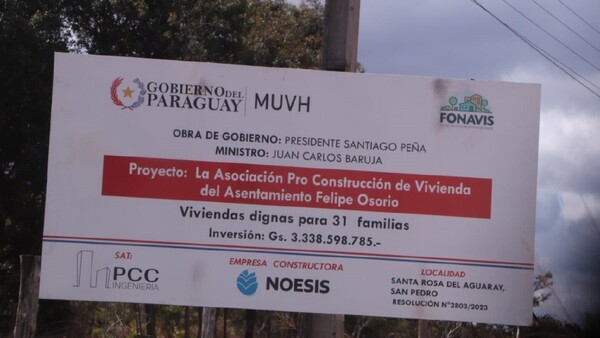 GOBIERNO DEL
PARAGUAY
MUVH
FONAVIS
OBRA DE GOBIERNO: PRESIDENTE SANTIAGO PEÑA
MINISTRO: JUAN CARLOS BARUJA
Proyecto: La Asociación Pro Construcción de Vivienda
del Asentamiento Felipe Osorio
Viviendas dignas para 31 familias
Inversión: Gs. 3.338.598.785.-
SAT:
PCC
INGENIERIA
EMPRESA CONSTRUCTORA
NOESIS
LOCALIDAD
SANTA ROSA DEL AGUARAY,
SAN PEDRO
RESOLUCIÓN N°2803/2023